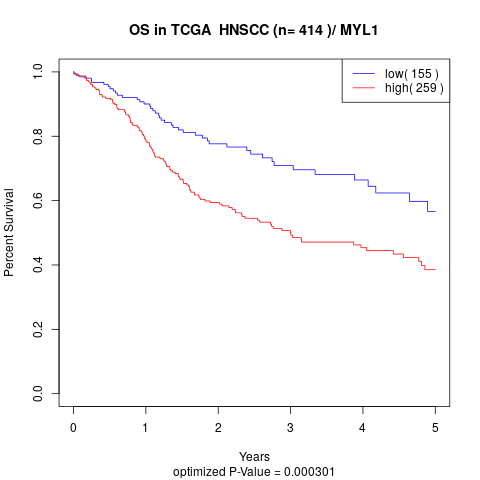 OS in TCGA  HNSCC (n= 414 )/ MYL1
low( 155 )
high( 259 )
Percent Survival
1.0
0.8
0.6
0.4
0.2
0.0
0 1 2 3 4 5
Years
optimized P-Value = 0.000301